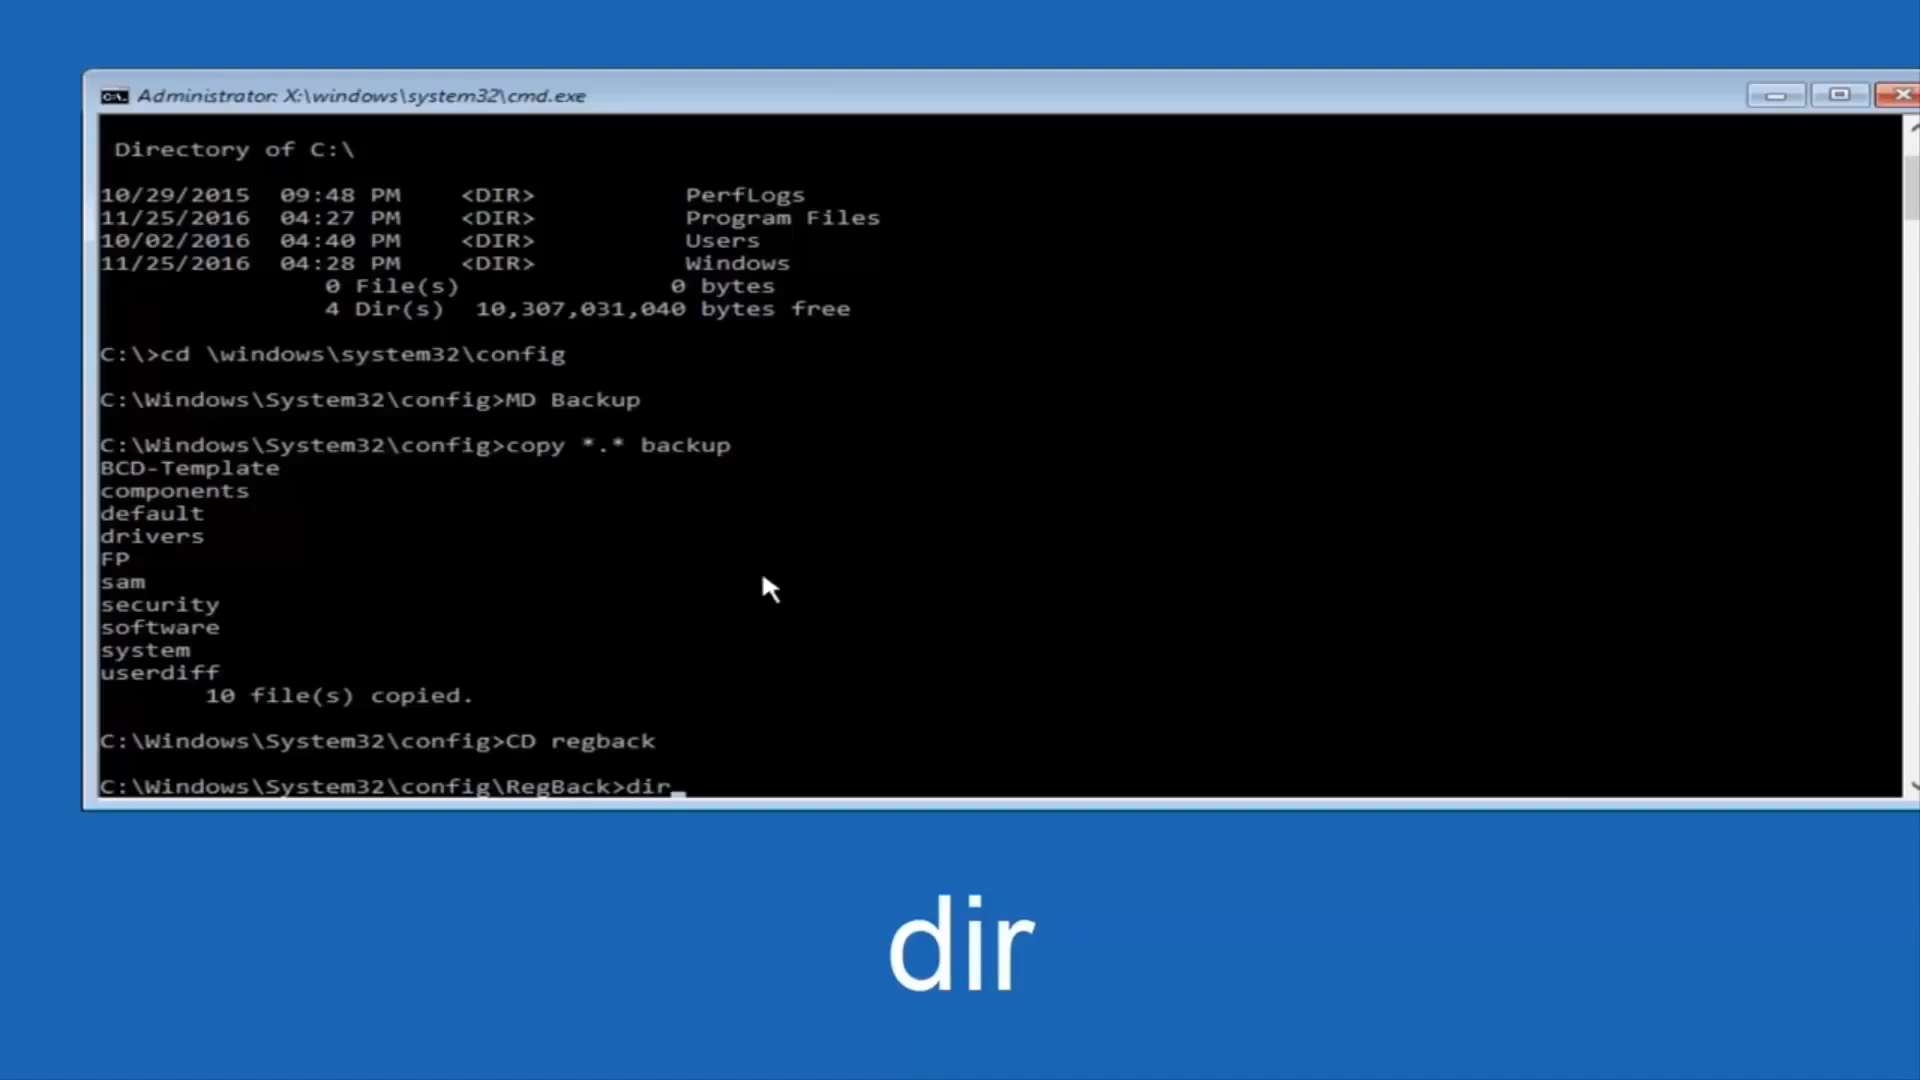 Administrator: X:\windows\system32\cmd.exe
Directory of C:\
10/29/2015 09:48 PM <DIR> PerfLogs
11/25/2016 04:27 PM <DIR> Program Files
10/02/2016 04:40 PM <DIR> Users
11/25/2016 04:28 PM <DIR> Windows
0 File(s) 0 bytes
4 Dir(s) 10,307,031,040 bytes free
C:\>cd \windows\system32\config
C:\Windows\System32\config>MD Backup
C:\Windows\System32\config>copy *.* backup
BCD-Template
components
default
drivers
FP
sam
security
software
system
userdiff
10 file(s) copied.
C:\Windows\System32\config>CD regback
C:\Windows\System32\config\RegBack>dir_
dir